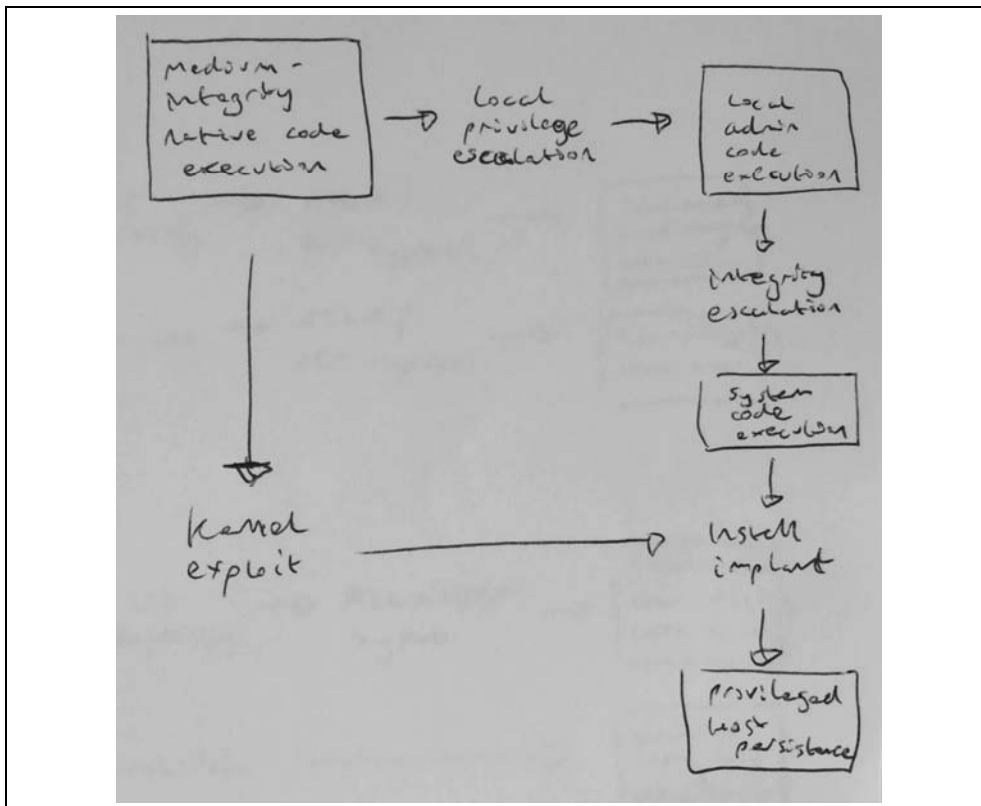 Medium-
integrity
native code
execution
Local
privilege
escalation
Local
admin
code
execution
integrity
escalation
system
code
execution
Kernel
exploit
Install
implant
privileged
host
persistence